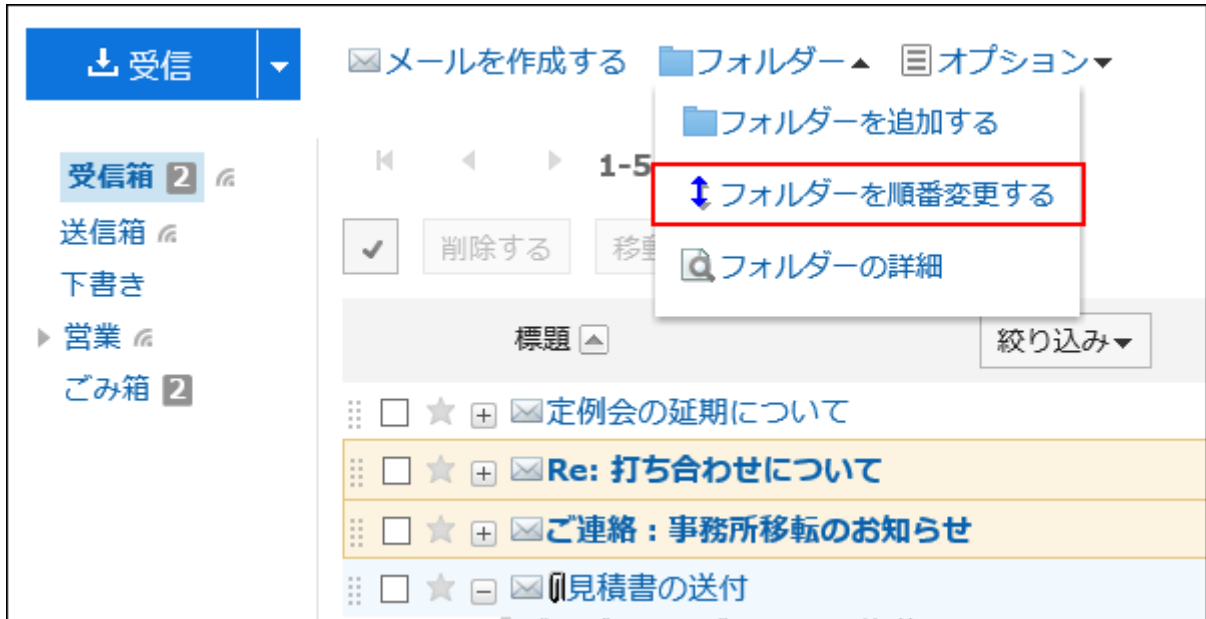 受信 メールを作成する フォルダー オプション
フォルダーを追加する
受信箱 2 1-5
フォルダーを順番変更する
送信箱 削除する
フォルダーの詳細
下書き
営業 標題 絞り込み
ごみ箱 2
定例会の延期について
Re: 打ち合わせについて
ご連絡：事務所移転のお知らせ
見積書の送付